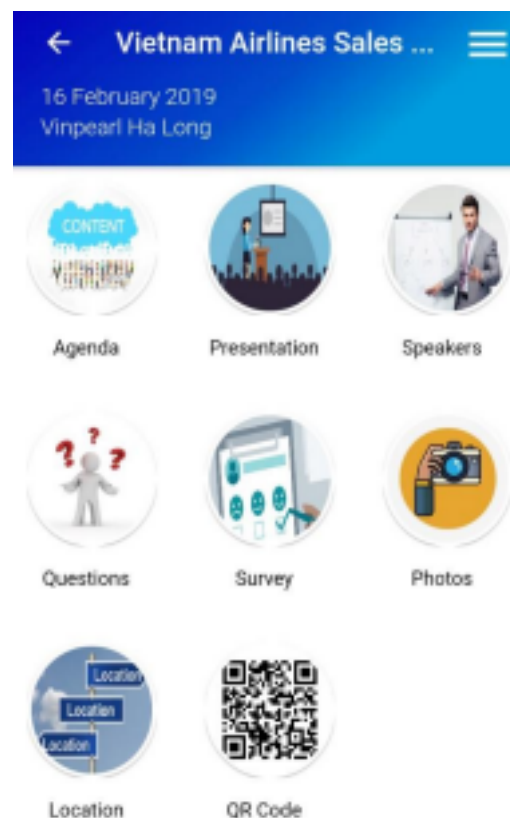 Vietnam Airlines Sales ...
16 February 2019
Vinpearl Ha Long
CONTENT
Agenda
Presentation
Speakers
? ? ?
Questions
Survey
Photos
Location
Location
Location
Location
QR Code